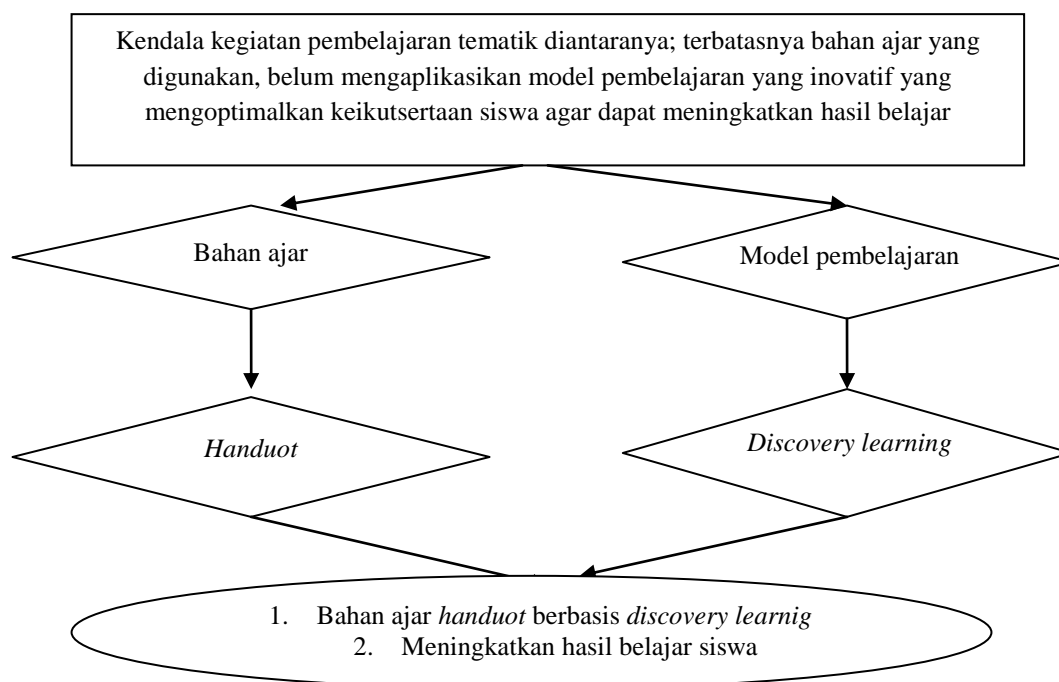 Kendala kegiatan pembelajaran tematik diantaranya; terbatasnya bahan ajar yang
digunakan, belum mengaplikasikan model pembelajaran yang inovatif yang
mengoptimalkan keikutsertaan siswa agar dapat meningkatkan hasil belajar
Bahan ajar
Model pembelajaran
Handuot
Discovery learning
1. Bahan ajar handuot berbasis discovery learnig
2. Meningkatkan hasil belajar siswa